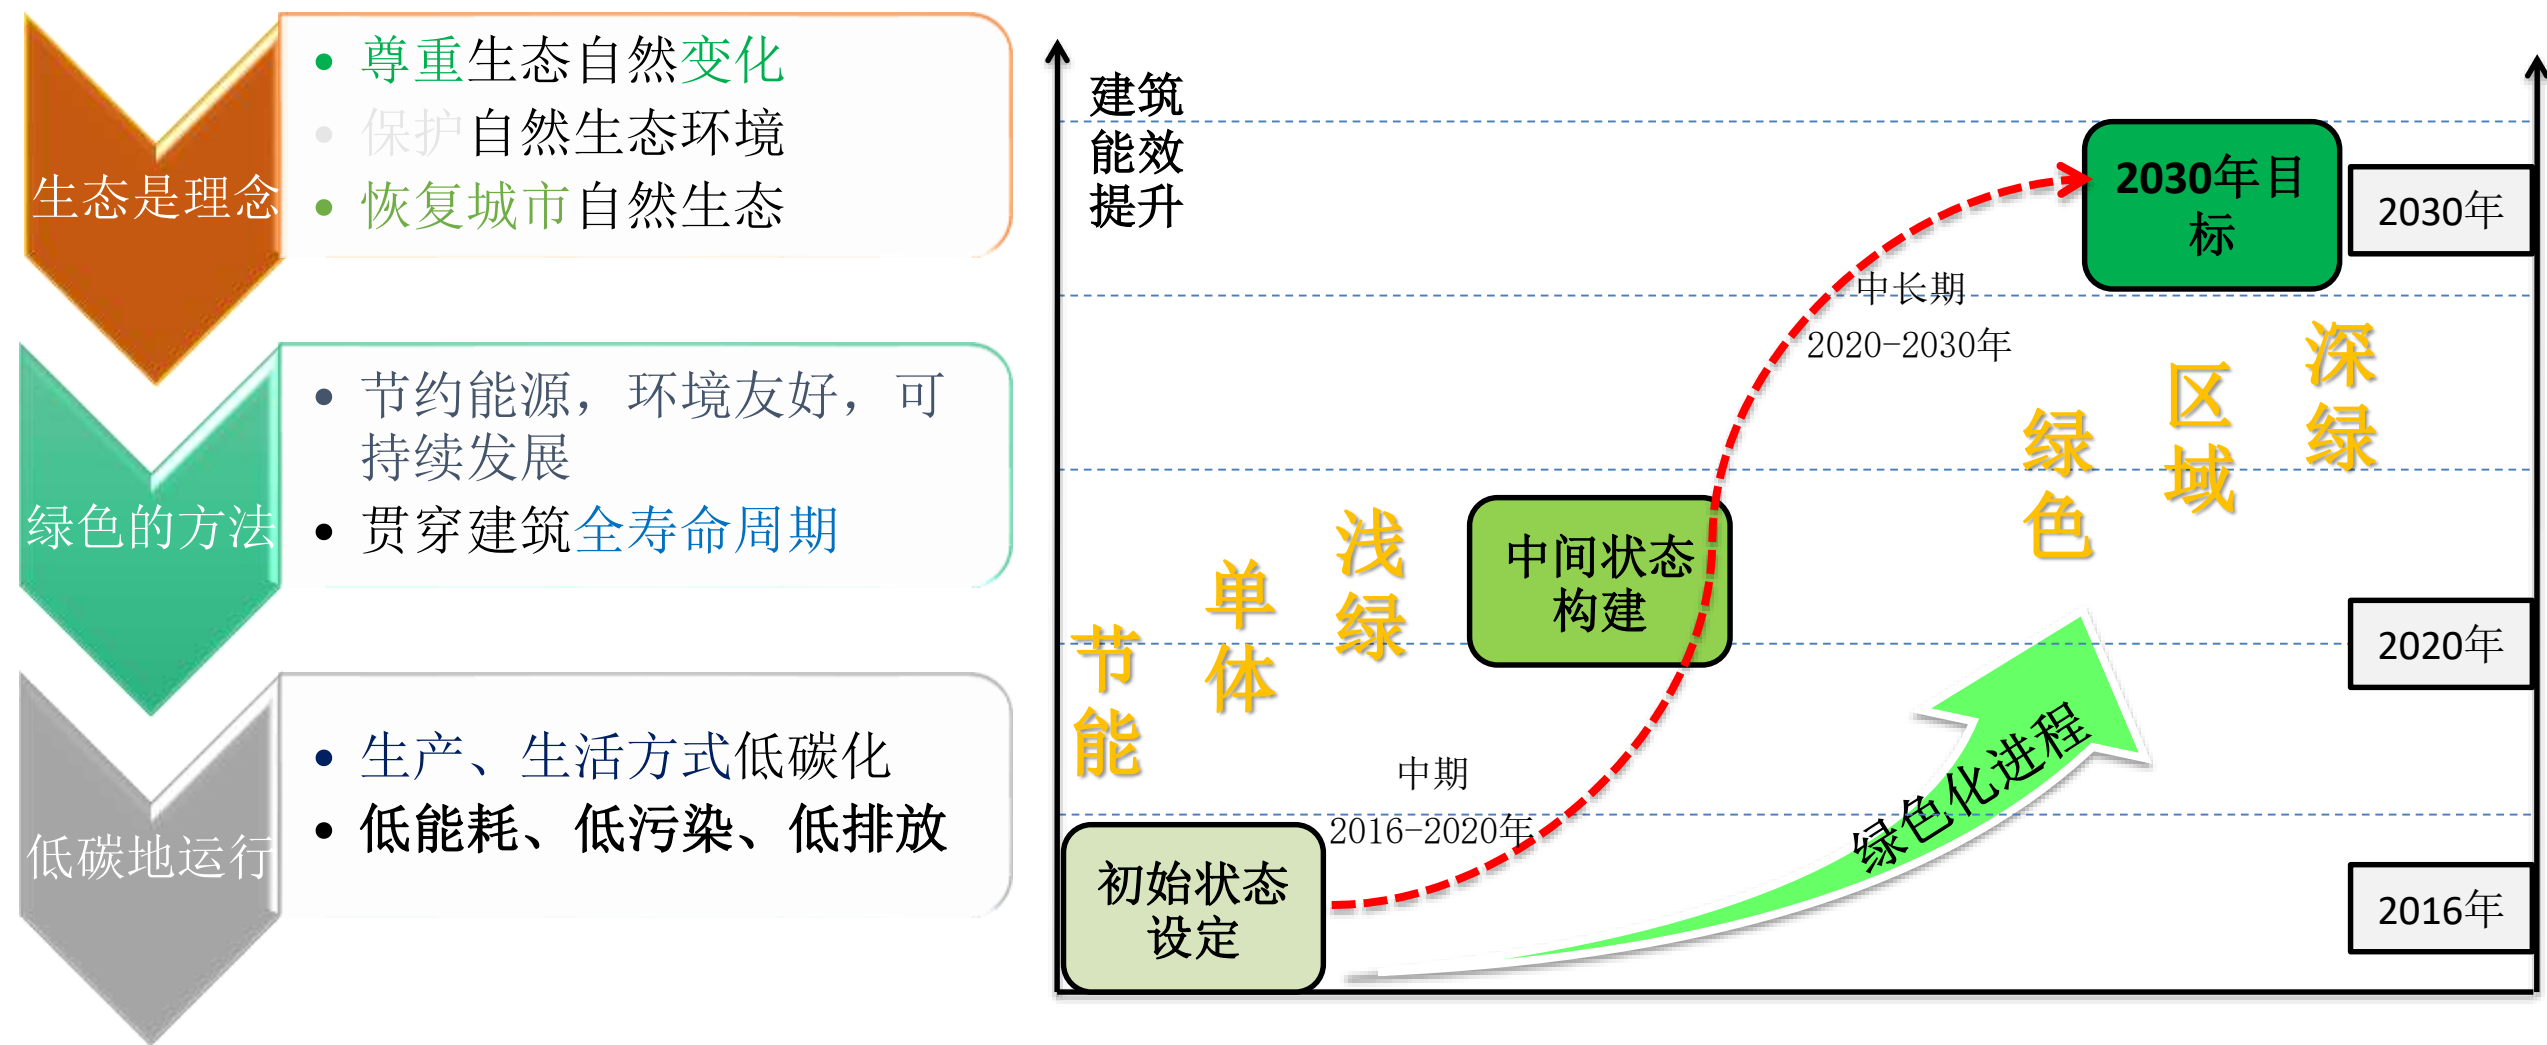 生态是理念
• 尊重生态自然变化
• 保护自然生态环境
• 恢复城市自然生态
绿色的方法
• 节约能源，环境友好，可
持续发展
• 贯穿建筑全寿命周期
低碳地运行
• 生产、生活方式低碳化
• 低能耗、低污染、低排放
建筑
能效
提升
2030年目
标
2030年
中长期
2020-2030年
深绿
区域
绿色
中间状态
构建
浅绿
单体
节能
2020年
中期
2016-2020年
绿色化进程
初始状态
设定
2016年